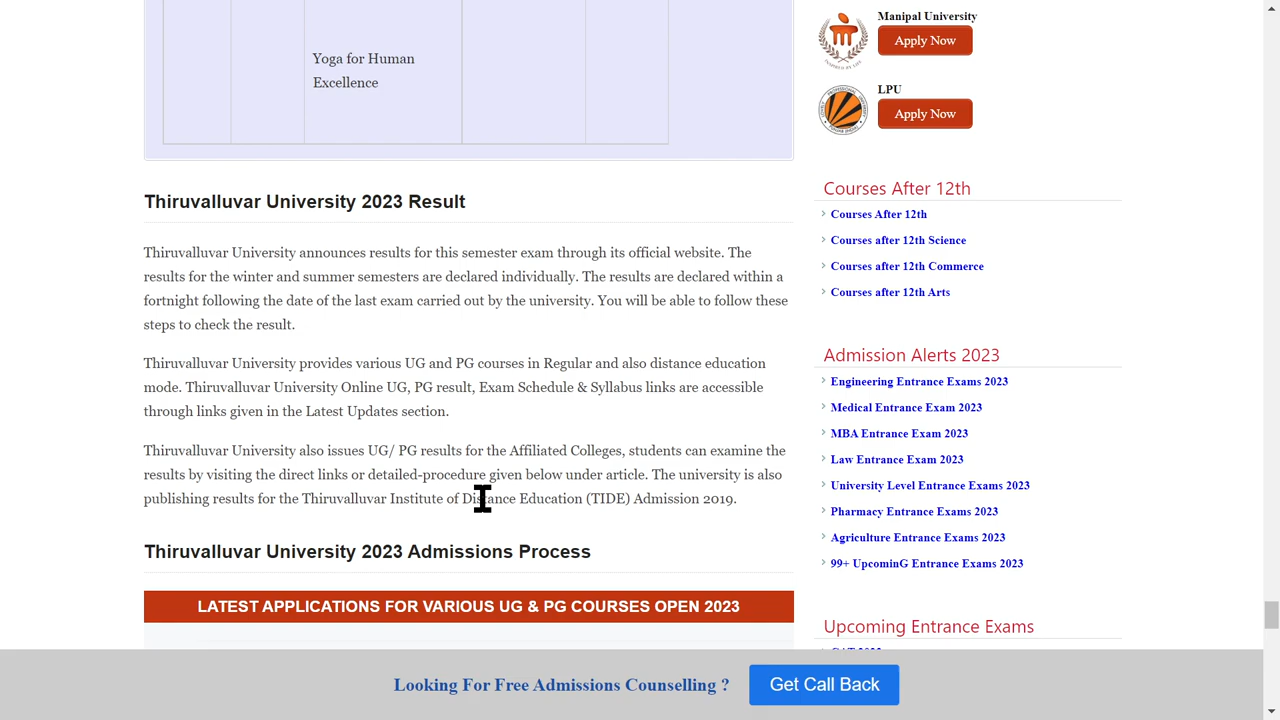 Yoga for Human
Excellence
Thiruvalluvar University 2023 Result
Thiruvalluvar University announces results for this semester exam through its official website. The
results for the winter and summer semesters are declared individually. The results are declared within a
fortnight following the date of the last exam carried out by the university. You will be able to follow these
steps to check the result.
Thiruvalluvar University provides various UG and PG courses in Regular and also distance education
mode. Thiruvalluvar University Online UG, PG result, Exam Schedule & Syllabus links are accessible
through links given in the Latest Updates section.
Thiruvalluvar University also issues UG/ PG results for the Affiliated Colleges, students can examine the
results by visiting the direct links or detailed-procedure given below under article. The university is also
publishing results for the Thiruvalluvar Institute of Distance Education (TIDE) Admission 2019.
Thiruvalluvar University 2023 Admissions Process
LATEST APPLICATIONS FOR VARIOUS UG & PG COURSES OPEN 2023
Manipal University
Apply Now
LPU
Apply Now
Courses After 12th
Courses After 12th
Courses after 12th Science
Courses after 12th Commerce
Courses after 12th Arts
Admission Alerts 2023
Engineering Entrance Exams 2023
Medical Entrance Exam 2023
MBA Entrance Exam 2023
Law Entrance Exam 2023
University Level Entrance Exams 2023
Pharmacy Entrance Exams 2023
Agriculture Entrance Exams 2023
99+ UpcominG Entrance Exams 2023
Upcoming Entrance Exams
Looking For Free Admissions Counselling ?
Get Call Back